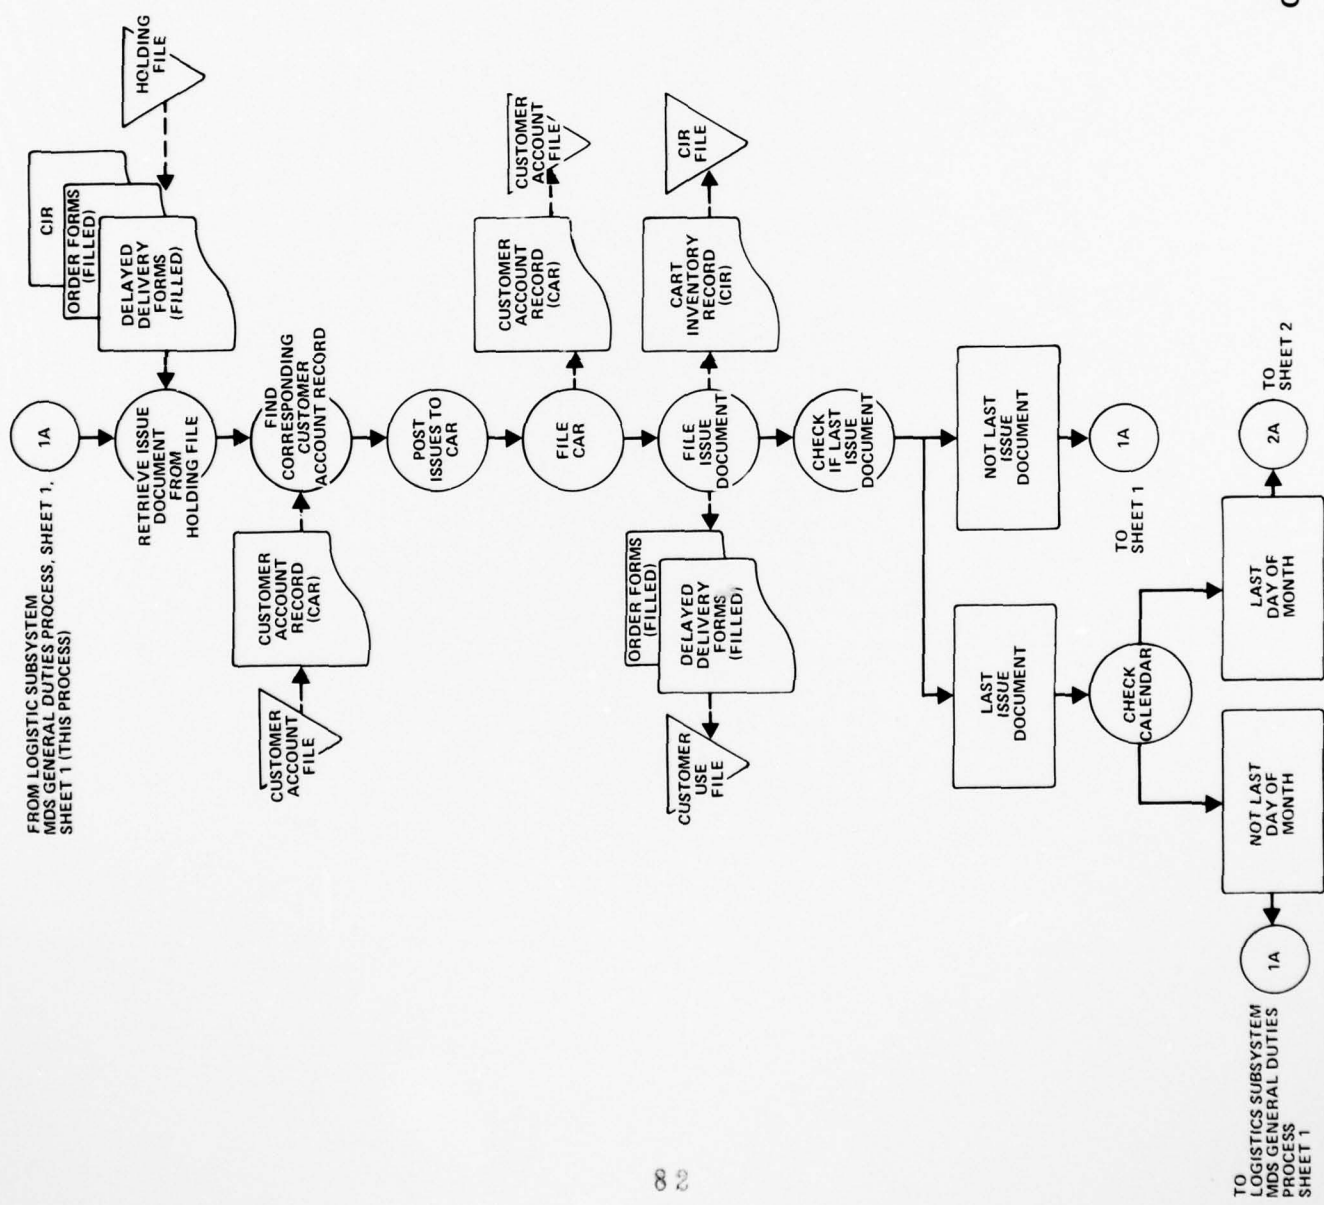 FROM LOGISTIC SUBSYSTEM
MDS GENERAL DUTIES PROCESS, SHEET 1,
SHEET 1 (THIS PROCESS)
1A
CIR
ORDER FORMS
(FILLED)
DELAYED
DELIVERY
FORMS
(FILLED)
HOLDING
FILE
RETRIEVE ISSUE
DOCUMENT
FROM
HOLDING FILE
CUSTOMER
ACCOUNT
FILE
CUSTOMER
ACCOUNT
RECORD
(CAR)
FIND
CORRESPONDING
CUSTOMER
ACCOUNT RECORD
POST
ISSUES TO
CAR
FILE
CAR
CUSTOMER
ACCOUNT
RECORD
(CAR)
CUSTOMER
ACCOUNT
FILE
CUSTOMER
USE
FILE
ORDER FORMS
(FILLED)
DELAYED
DELIVERY
FORMS
(FILLED)
FILE
ISSUE
DOCUMENT
CART
INVENTORY
RECORD
(CIR)
CIR
FILE
CHECK
IF LAST
ISSUE
DOCUMENT
LAST
ISSUE
DOCUMENT
NOT LAST
ISSUE
DOCUMENT
CHECK
CALENDAR
TO
SHEET 1
1A
TO
LOGISTICS SUBSYSTEM
MDS GENERAL DUTIES
PROCESS
SHEET 1
1A
NOT LAST
DAY OF
MONTH
LAST
DAY OF
MONTH
2A
TO
SHEET 2
82